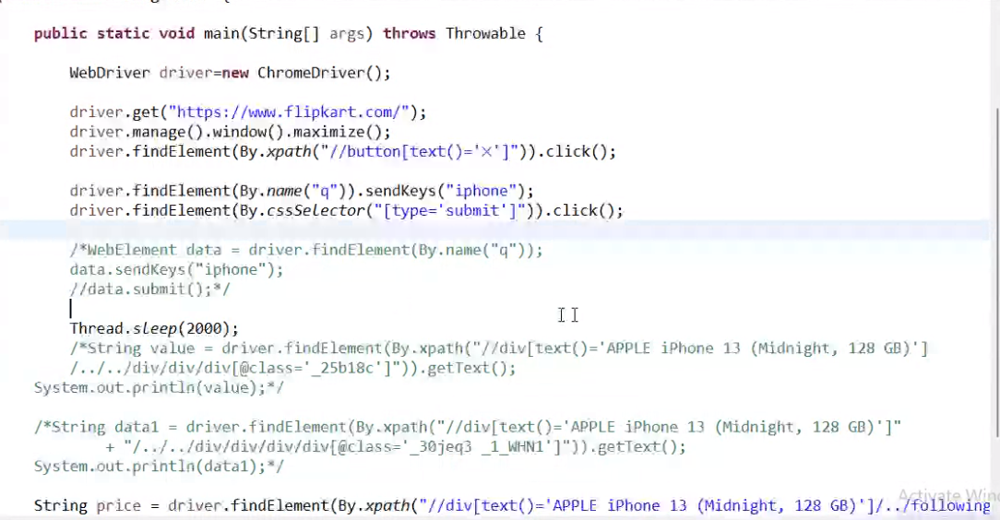 public static void main(String[] args) throws Throwable {
WebDriver driver=new ChromeDriver();
driver.get("https://www.flipkart.com/");
driver.manage().window().maximize();
driver.findElement(By.xpath("//button[text()='✕']")).click();
driver.findElement(By.name("q")).sendKeys("iphone");
driver.findElement(By.cssSelector("[type='submit']")).click();
/*WebElement data = driver.findElement(By.name("q"));
data.sendKeys("iphone");
//data.submit();*/
Thread.sleep(2000);
/*String value = driver.findElement(By.xpath("//div[text()='APPLE iPhone 13 (Midnight, 128 GB)']
/../../div/div/div[@class='_25b18c']")).getText();
System.out.println(value);*/
/*String data1 = driver.findElement(By.xpath("//div[text()='APPLE iPhone 13 (Midnight, 128 GB)']"
+ "/../../div/div/div/div[@class='_30jeq3 _1_WHN1']")).getText();
System.out.println(data1);*/
Activate Win
String price = driver.findElement(By.xpath("//div[text()='APPLE iPhone 13 (Midnight, 128 GB)']/../following